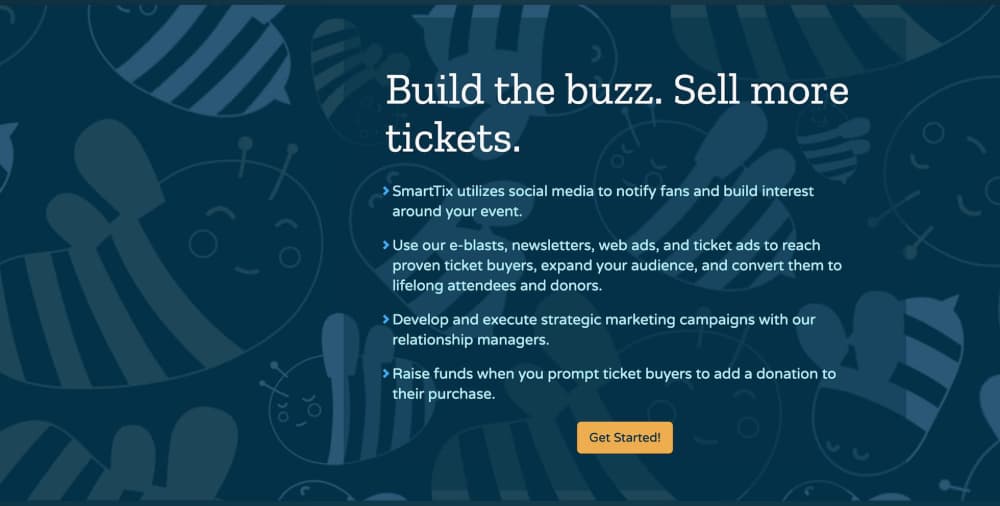 Build the buzz. Sell more
tickets.
SmartTix utilizes social media to notify fans and build interest
around your event.
Use our e-blasts, newsletters, web ads, and ticket ads to reach
proven ticket buyers, expand your audience, and convert them to
lifelong attendees and donors.
Develop and execute strategic marketing campaigns with our
relationship managers.
Raise funds when you prompt ticket buyers to add a donation to
their purchase.
Get Started!